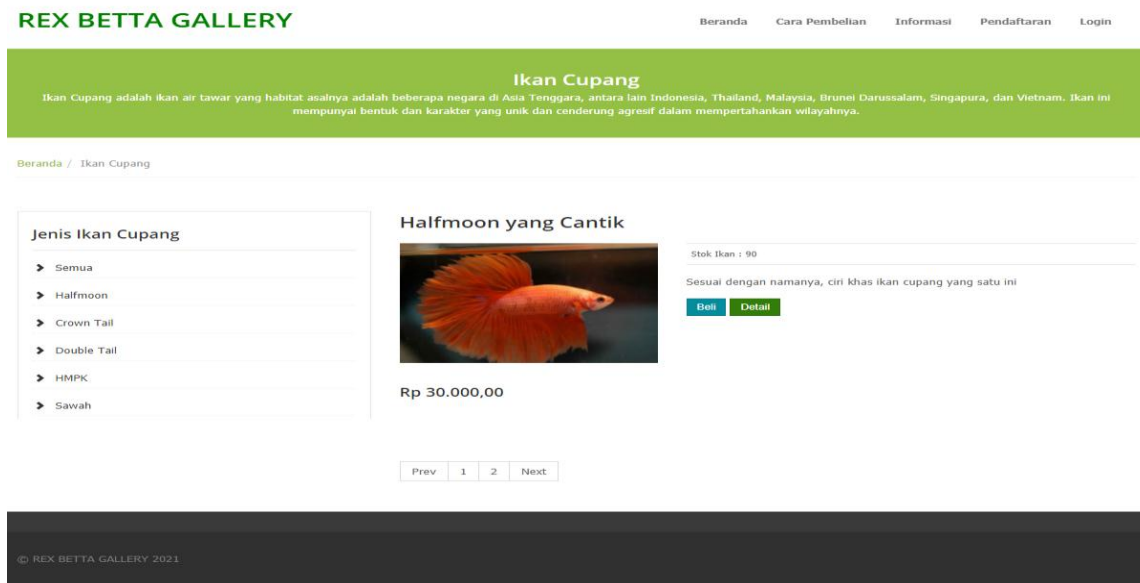 REX BETTA GALLERY
Beranda Cara Pembelian Informasi Pendaftaran Login
Ikan Cupang
Ikan Cupang adalah ikan air tawar yang habitat asalnya adalah beberapa negara di Asia Tenggara, antara lain Indonesia, Thailand, Malaysia, Brunei Darussalam, Singapura, dan Vietnam. Ikan ini
mempunyai bentuk dan karakter yang unik dan cenderung agresif dalam mempertahankan wilayahnya.
Beranda / Ikan Cupang
Jenis Ikan Cupang
Semua
Halfmoon
Crown Tail
Double Tail
HMPK
Sawah
Halfmoon yang Cantik
Stok Ikan : 90
Sesuai dengan namanya, ciri khas ikan cupang yang satu ini
Beli Detail
Rp 30.000,00
Prev 1 2 Next
© REX BETTA GALLERY 2021